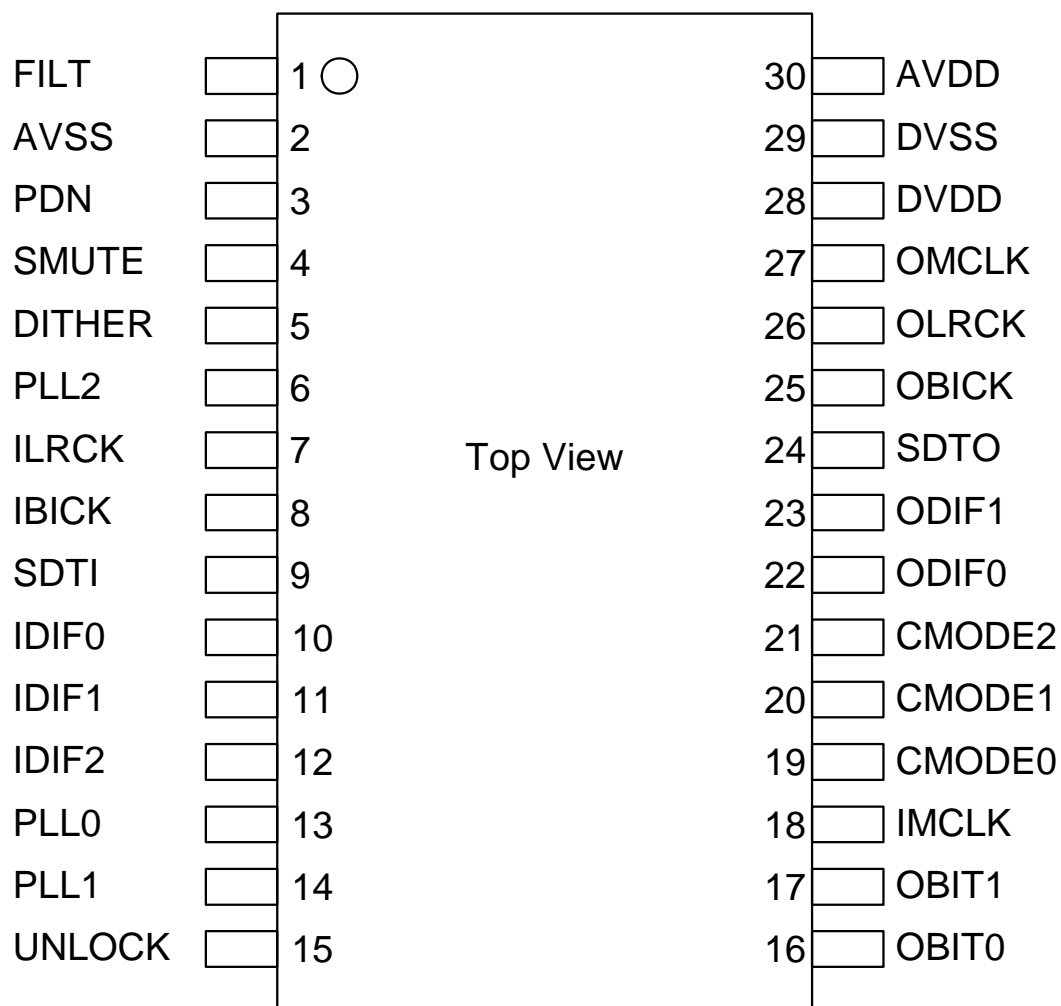 FILT 1 30 AVDD
AVSS 2 29 DVSS
PDN 3 28 DVDD
SMUTE 4 27 OMCLK
DITHER 5 26 OLRCK
PLL2 6 25 OBICK
ILRCK 7 Top View 24 SDTO
IBICK 8 23 ODIF1
SDTI 9 22 ODIF0
IDIF0 10 21 CMODE2
IDIF1 11 20 CMODE1
IDIF2 12 19 CMODE0
PLL0 13 18 IMCLK
PLL1 14 17 OBIT1
UNLOCK 15 16 OBIT0